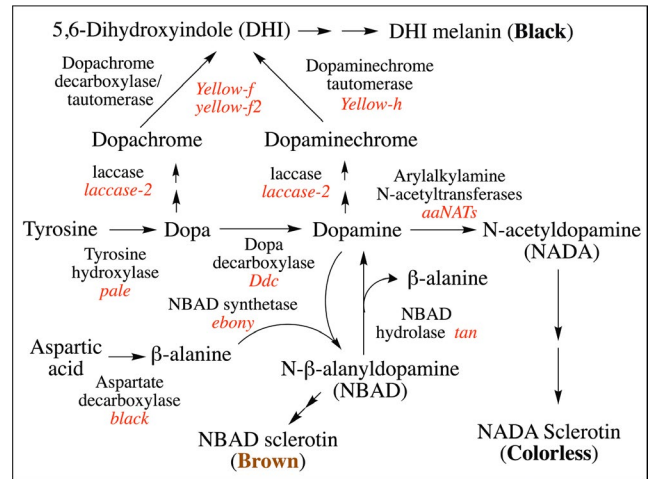 5,6-Dihydroxyindole (DHI)
DHI melanin (Black)
Dopachrome
decarboxylase/
tautomerase
Yellow-f
yellow-f2
Dopaminechrome
tautomerase
Yellow-h
Dopachrome
Dopaminechrome
laccase
laccase-2
laccase
laccase-2
Arylalkylamine
N-acetyltransferases
aaNATs
Tyrosine
Dopa
Dopamine
N-acetyldopamine
(NADA)
Tyrosine
hydroxylase
pale
Dopa
decarboxylase
Ddc
β-alanine
NBAD synthetase
ebony
NBAD
hydrolase tan
Aspartic
acid
β-alanine
Aspartate
decarboxylase
black
N-β-alanyldopamine
(NBAD)
NBAD sclerotin
(Brown)
NADA Sclerotin
(Colorless)